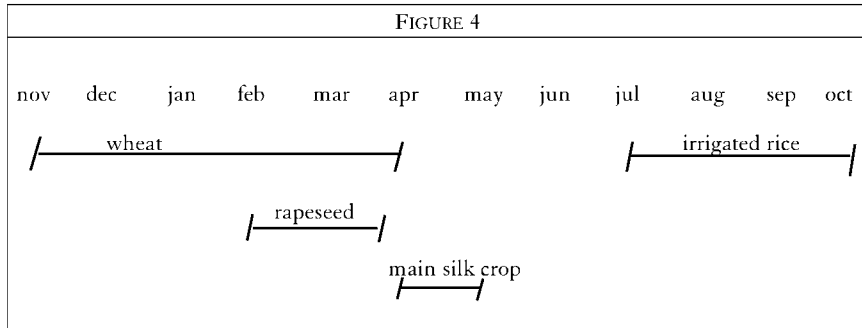 FIGURE 4
nov dec jan feb mar apr may jun jul aug sep oct
wheat irrigated rice
rapeseed
main silk crop